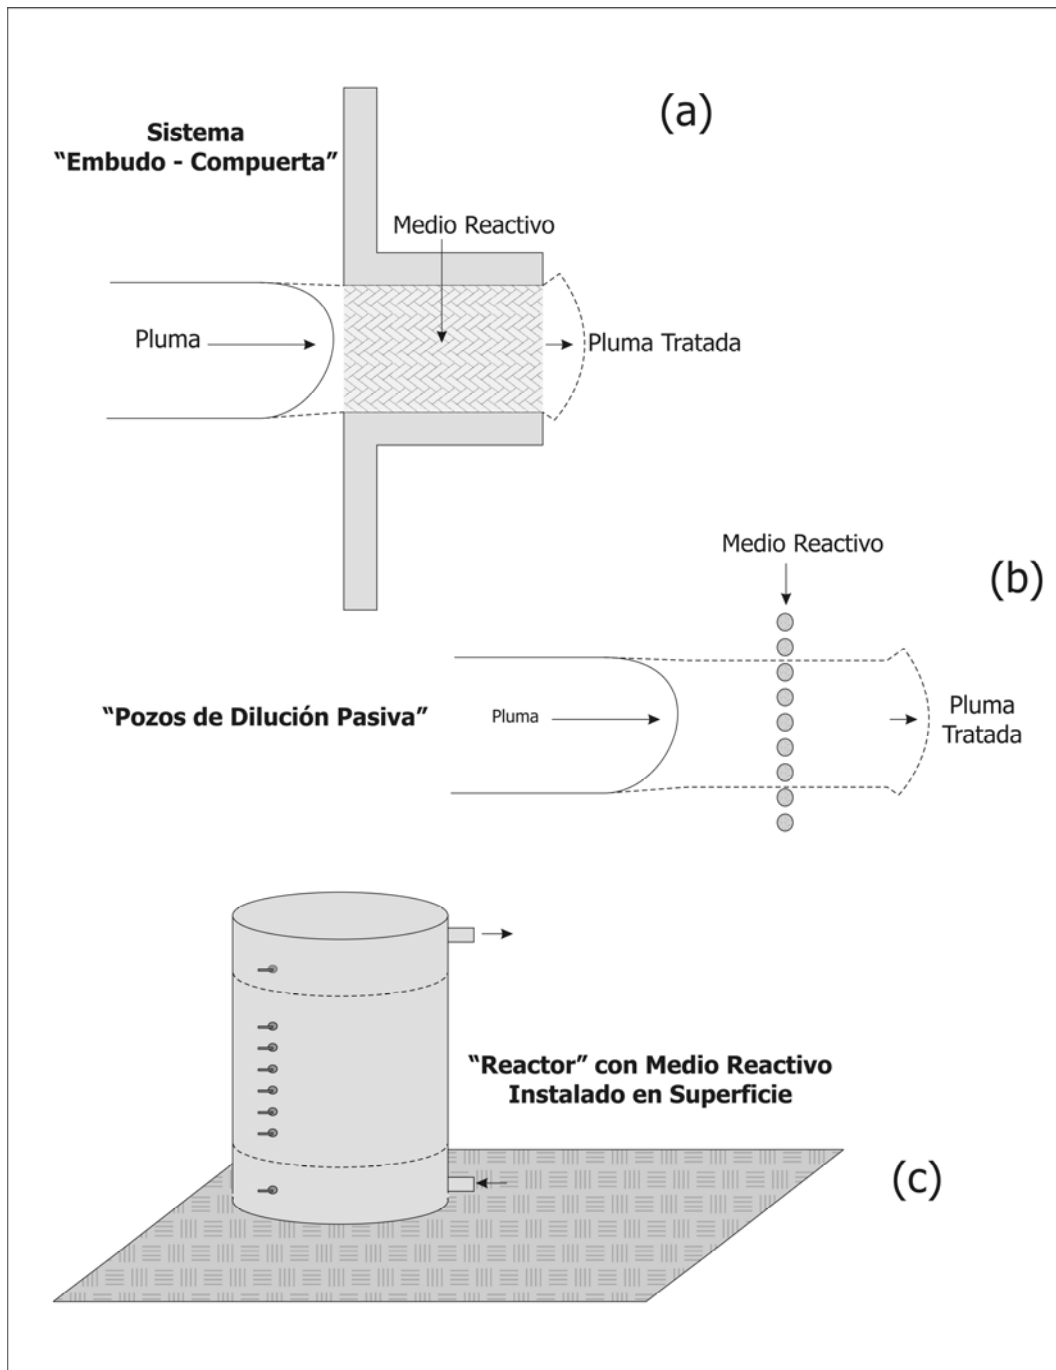 (a)
Sistema
“Embudo - Compuerta”
Medio Reactivo
Pluma
Pluma Tratada
Medio Reactivo
(b)
“Pozos de Dilución Pasiva”
Pluma
Pluma
Tratada
“Reactor” con Medio Reactivo
Instalado en Superficie
(c)